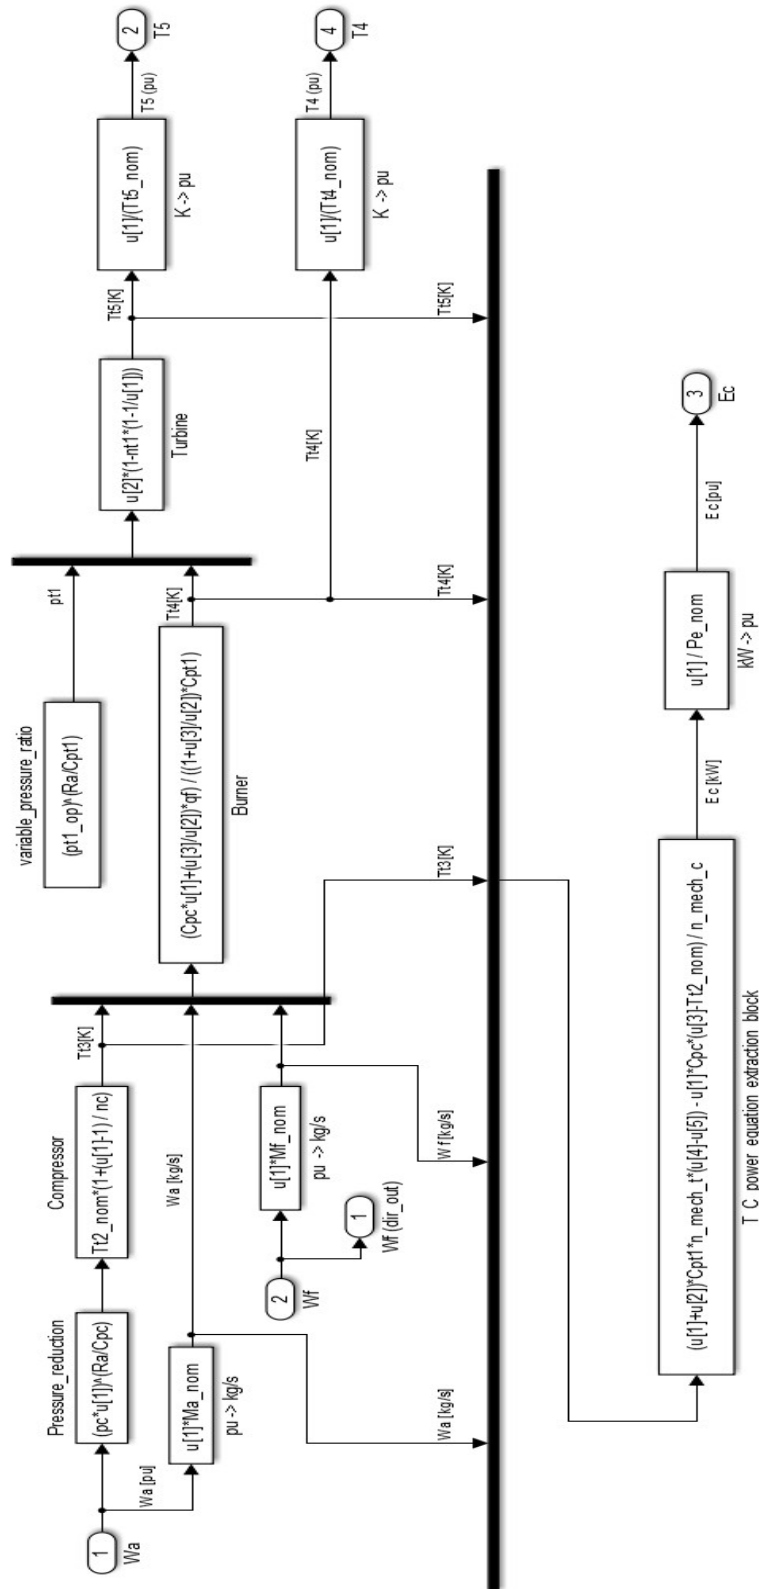 1
Wa
Wa [pu]
Pressure_reduction
(pc*u[1])^(Ra/Cpc)
Compressor
Tt2_nom*(1+(u[1]-1) / nc)
Tt3[K]
u[1]*Ma_nom
pu -> kg/s
Wa [kg/s]
Wa [kg/s]
2
Wf
1
Wf (dir_out)
u[1]*Mf_nom
pu -> kg/s
Wf [kg/s]
Tt3[K]
variable_pressure_ratio
(pt1_op)^(Ra/Cpt1)
pt1
(Cpc*u[1]+(u[3]/u[2])*qf) / ((1+u[3]/u[2])*Cpt1)
Burner
Tt4[K]
Tt4[K]
Tt4[K]
u[2]*(1-nt1*(1-1/u[1]))
Turbine
Tt5[K]
Tt5[K]
u[1]/(Tt5_nom)
K -> pu
T5 (pu)
2
T5
u[1]/(Tt4_nom)
K -> pu
T4 (pu)
4
T4
(u[1]+u[2])*Cpt1*n_mech_t*(u[4]-u[5]) - u[1]*Cpc*(u[3]-Tt2_nom) / n_mech_c
T C power equation extraction block
Ec [kW]
u[1] / Pe_nom
kW -> pu
Ec [pu]
3
Ec